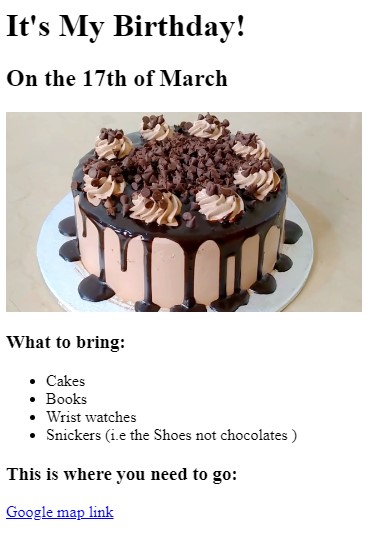 It's My Birthday!
On the 17th of March
What to bring:
Cakes
Books
Wrist watches
Snickers (i.e the Shoes not chocolates )
This is where you need to go:
Google map link